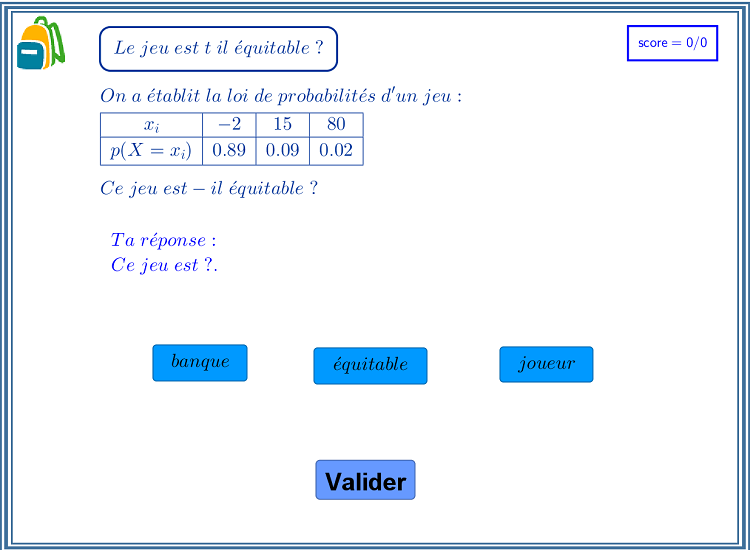 Le jeu est t il équitable ?
score = 0/0
On a établit la loi de probabilités d'un jeu :
x_i -2 15 80
p(X = x_i) 0.89 0.09 0.02
Ce jeu est - il équitable ?
Ta réponse :
Ce jeu est ?.
banque équitable joueur
Valider